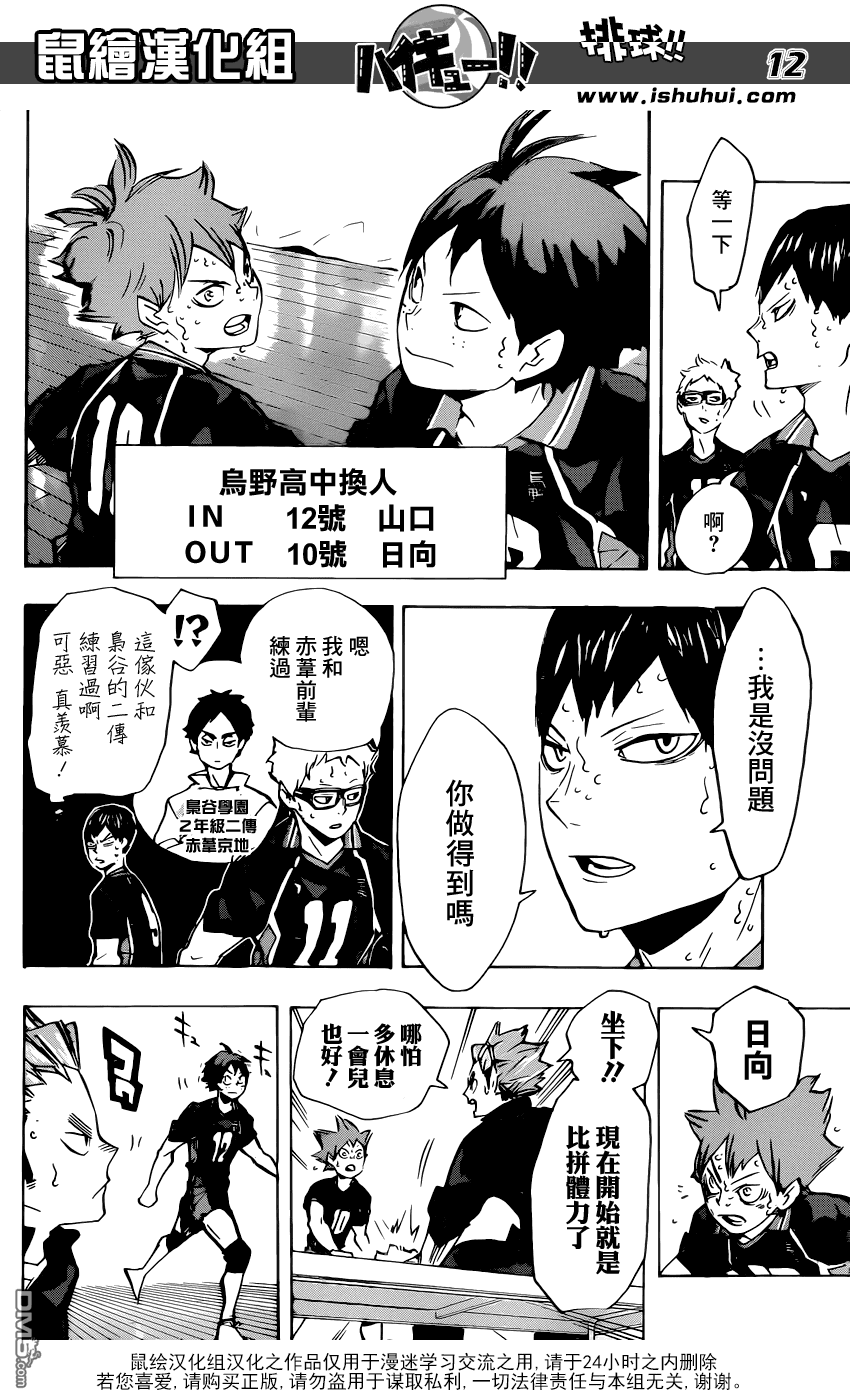 鼠繪漢化組
ハイキュー!!
排球!!
12
www.ishuhui.com
等一下
啊?
烏野高中換人
IN 12號 山口
OUT 10號 日向
…我是沒問題
你做得到嗎
嗯
我和
赤葦前輩
練過
!?
梟谷學園
2年級二傳
赤葦京地
這傢伙和
梟谷的二傳
練習過啊
可惡 真羨慕!
11
日向
坐下!!
現在開始就是
比拼體力了
哪怕
多休息
一會兒
也好!
10
12
DM5.com
鼠绘汉化组汉化之作品仅用于漫迷学习交流之用, 请于24小时之内删除
若您喜爱, 请购买正版, 请勿用于谋取私利, 一切法律责任与本组无关, 谢谢。